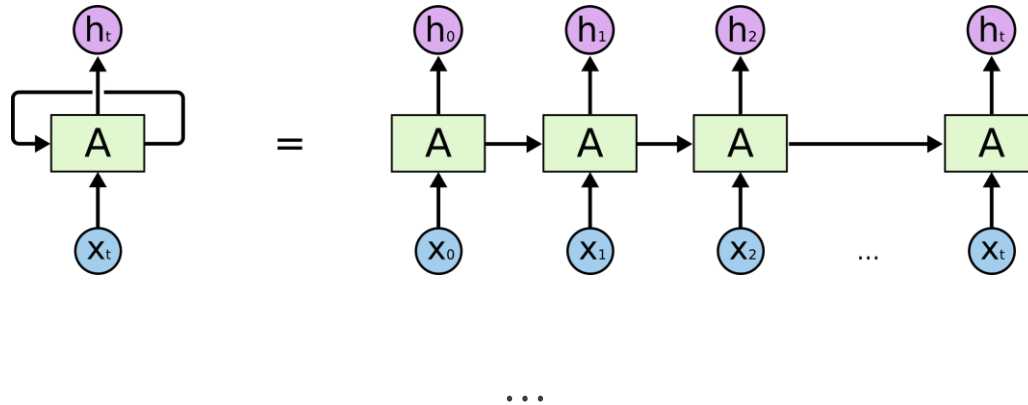 hₜ h₀ h₁ h₂ hₜ
A = A A A A
xₜ x₀ x₁ x₂ ... xₜ
...